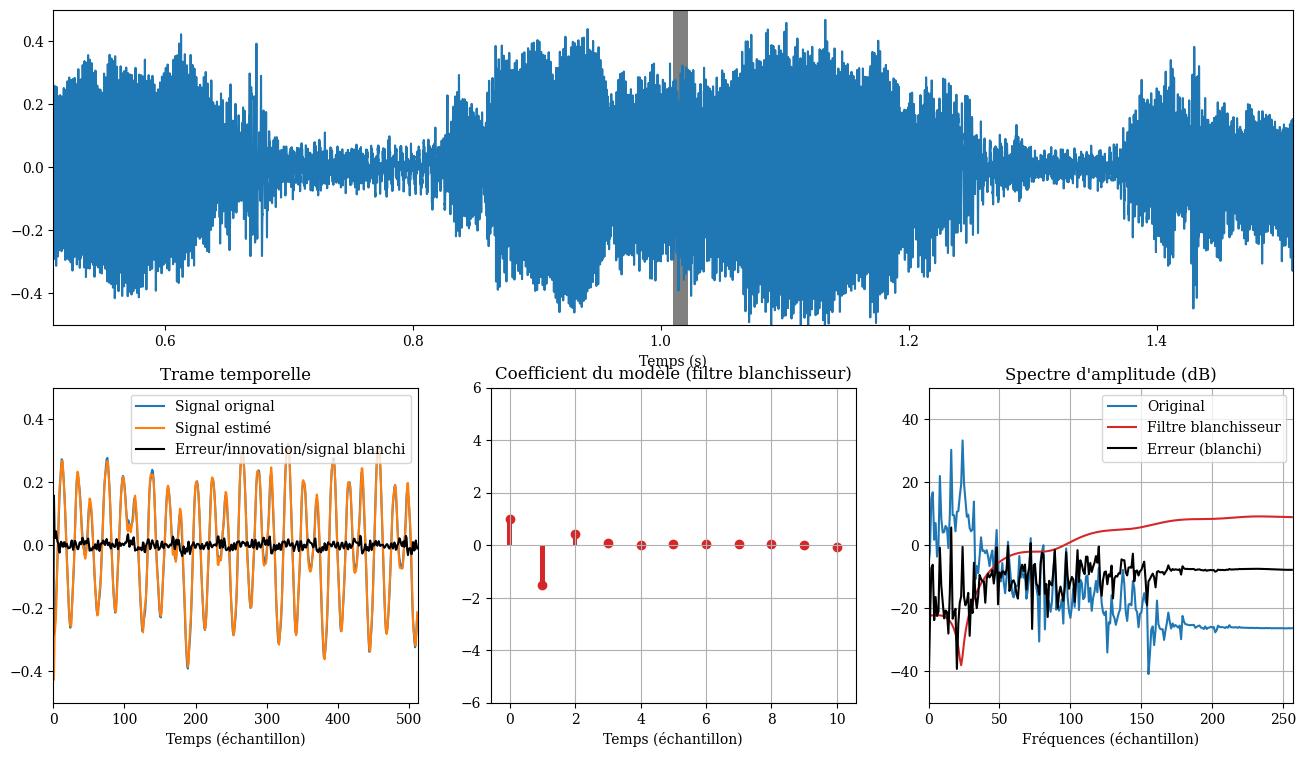 0.4
0.2
0.0
−0.2
−0.4
0.6 0.8 1.0 1.2 1.4
Temps (s)
Trame temporelle
Signal orignal
Signal estimé
Erreur/innovation/signal blanchi
0.4
0.2
0.0
−0.2
−0.4
0 100 200 300 400 500
Temps (échantillon)
Coefficient du modèle (filtre blanchisseur)
6
4
2
0
−2
−4
−6
0 2 4 6 8 10
Temps (échantillon)
Spectre d'amplitude (dB)
Original
Filtre blanchisseur
Erreur (blanchi)
40
20
0
−20
−40
0 50 100 150 200 250
Fréquences (échantillon)